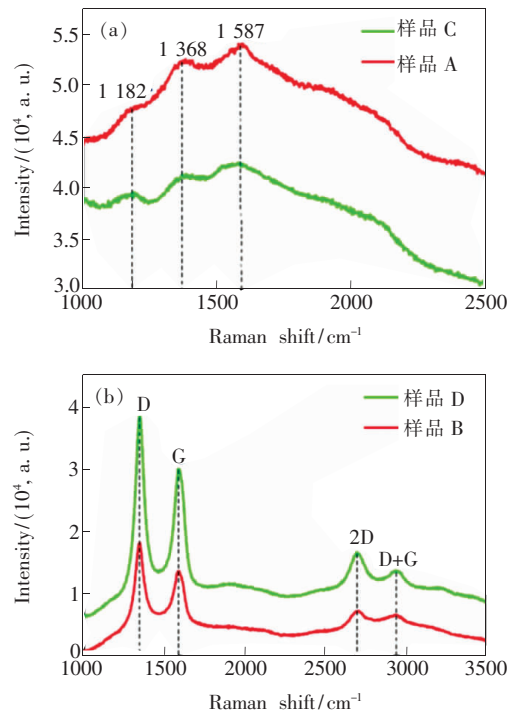 (a)
样品 C
样品 A
1 587
1 368
1 182
5.5
5.0
4.5
4.0
3.5
3.0
Intensity/(10⁴, a. u.)
1000 1500 2000 2500
Raman shift/cm⁻¹
(b)
样品 D
样品 B
D
G
2D
D+G
4
3
2
1
0
Intensity/(10⁴, a. u.)
1000 1500 2000 2500 3000 3500
Raman shift/cm⁻¹